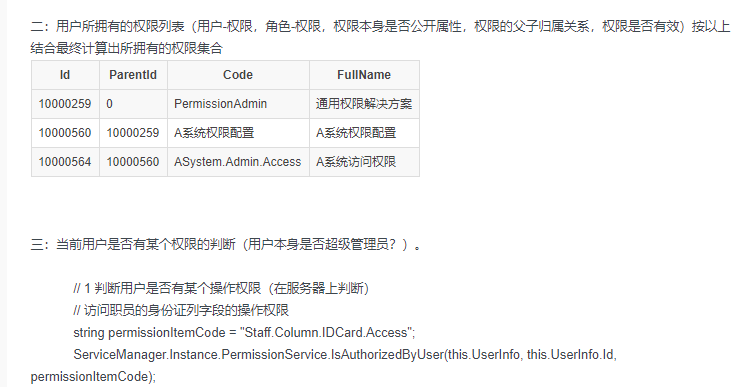 二：用户所拥有的权限列表（用户-权限，角色-权限，权限本身是否公开属性，权限的父子归属关系，权限是否有效）按以上
结合最终计算出所拥有的权限集合
Id ParentId Code FullName
10000259 0 PermissionAdmin 通用权限解决方案
10000560 10000259 A系统权限配置 A系统权限配置
10000564 10000560 ASystem.Admin.Access A系统访问权限
三：当前用户是否有某个权限的判断（用户本身是否超级管理员？）。
// 1 判断用户是否有某个操作权限（在服务器上判断）
// 访问职员的身份证列字段的操作权限
string permissionItemCode = "Staff.Column.IDCard.Access";
ServiceManager.Instance.PermissionService.IsAuthorizedByUser(this.UserInfo, this.UserInfo.Id,
permissionItemCode);